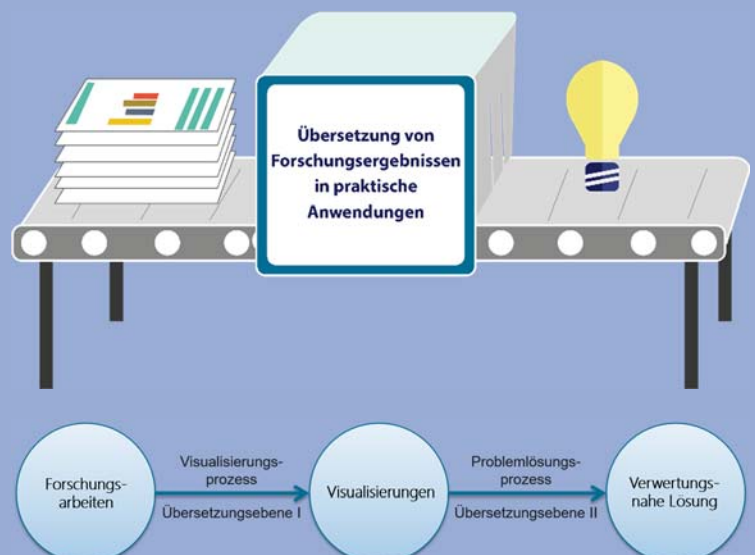 Übersetzung von
Forschungsergebnissen
in praktische
Anwendungen
Forschungs-
arbeiten
Visualisierungs-
prozess
Übersetzungsebene I
Visualisierungen
Problemlösungs-
prozess
Übersetzungsebene II
Verwertungs-
nahe Lösung